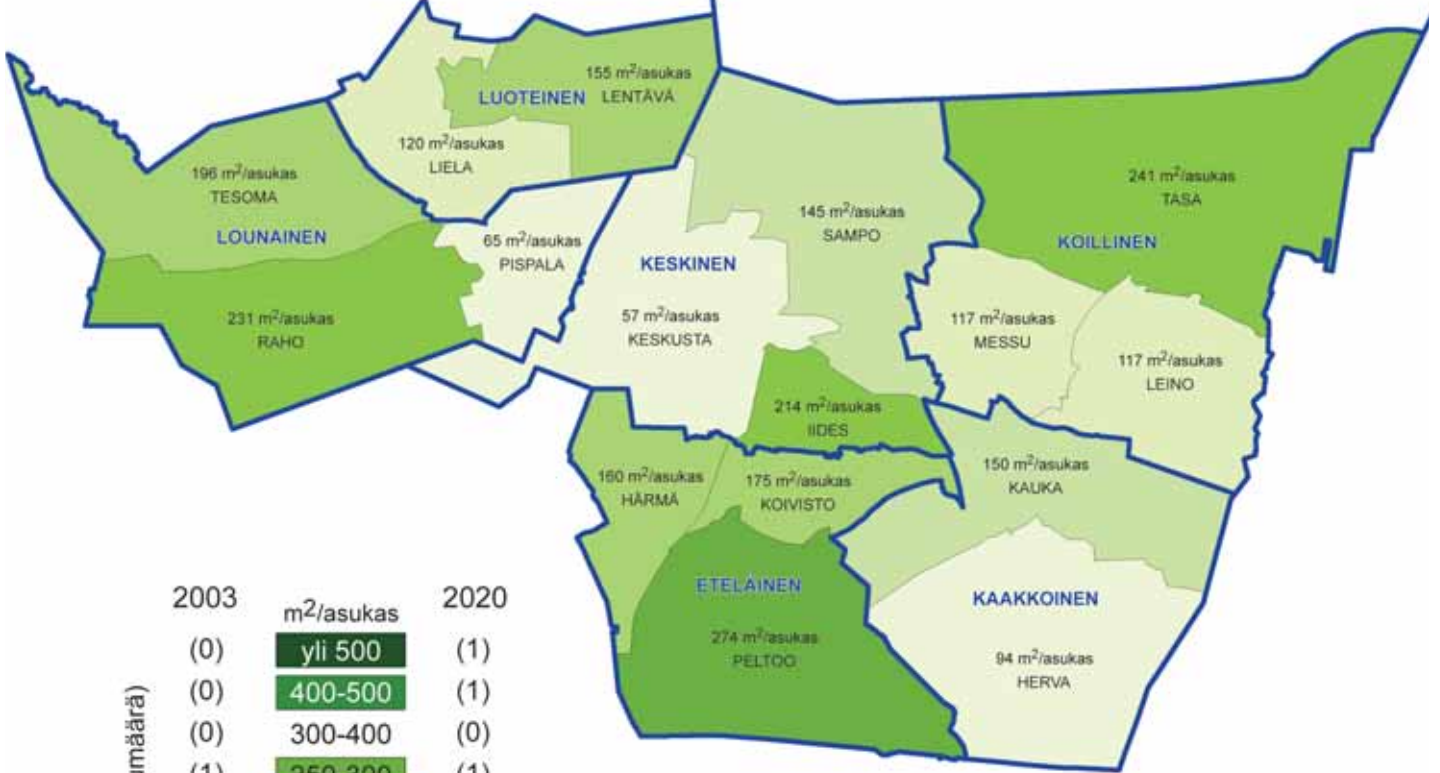 155 m²/asukas
LUOTEINEN LENTÄVÄ
120 m²/asukas
LIELA
196 m²/asukas
TESOMA
LOUNAINEN
231 m²/asukas
RAHO
65 m²/asukas
PISPALA
KESKINEN
57 m²/asukas
KESKUSTA
145 m²/asukas
SAMPO
241 m²/asukas
TASA
KOILLINEN
117 m²/asukas
MESSU
117 m²/asukas
LEINO
214 m²/asukas
IIDES
160 m²/asukas
HÄRMÄ
175 m²/asukas
KOIVISTO
150 m²/asukas
KAUKA
ETELÄINEN
274 m²/asukas
PELTOO
KAAKKOINEN
94 m²/asukas
HERVA
2003 m²/asukas 2020
(0) yli 500 (1)
(0) 400-500 (1)
(0) 300-400 (0)
(1) 250-300 (1)